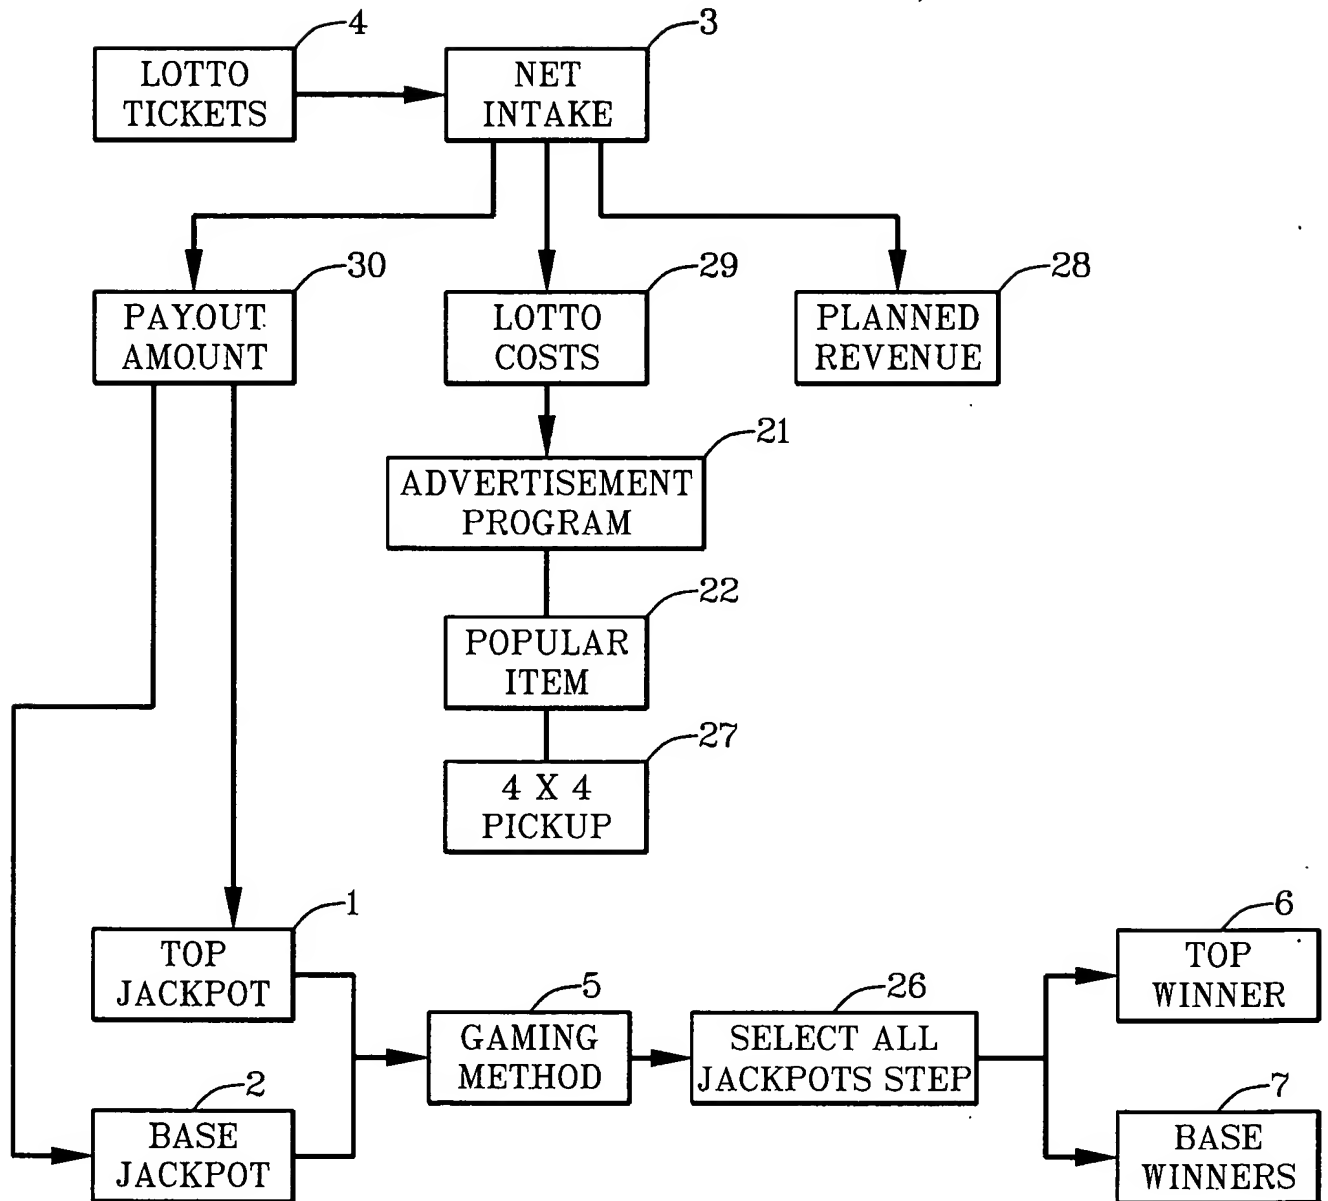 4
3
LOTTO
TICKETS
NET
INTAKE
30
29
28
PAYOUT
AMOUNT
LOTTO
COSTS
PLANNED
REVENUE
21
ADVERTISEMENT
PROGRAM
22
POPULAR
ITEM
27
4 X 4
PICKUP
1
TOP
JACKPOT
5
GAMING
METHOD
26
SELECT ALL
JACKPOTS STEP
6
TOP
WINNER
2
BASE
JACKPOT
7
BASE
WINNERS